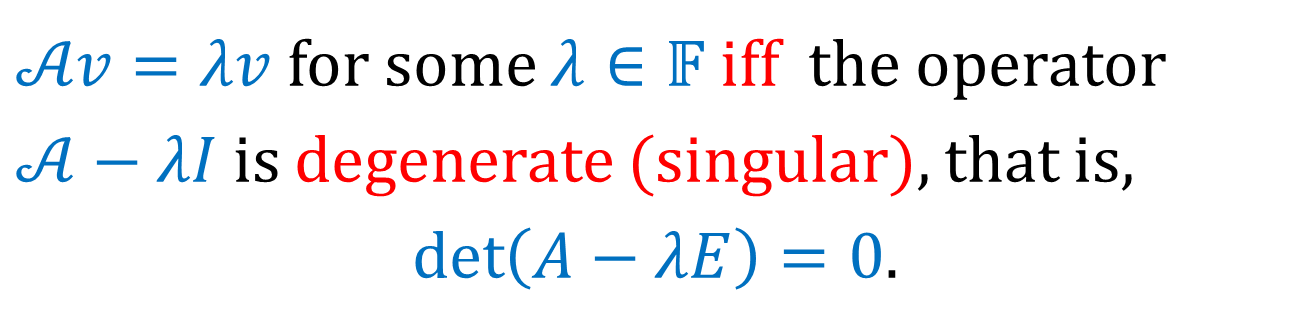 𝒜v = λv for some λ ∈ 𝔽 iff the operator
𝒜 − λI is degenerate (singular), that is,
det(A − λE) = 0.